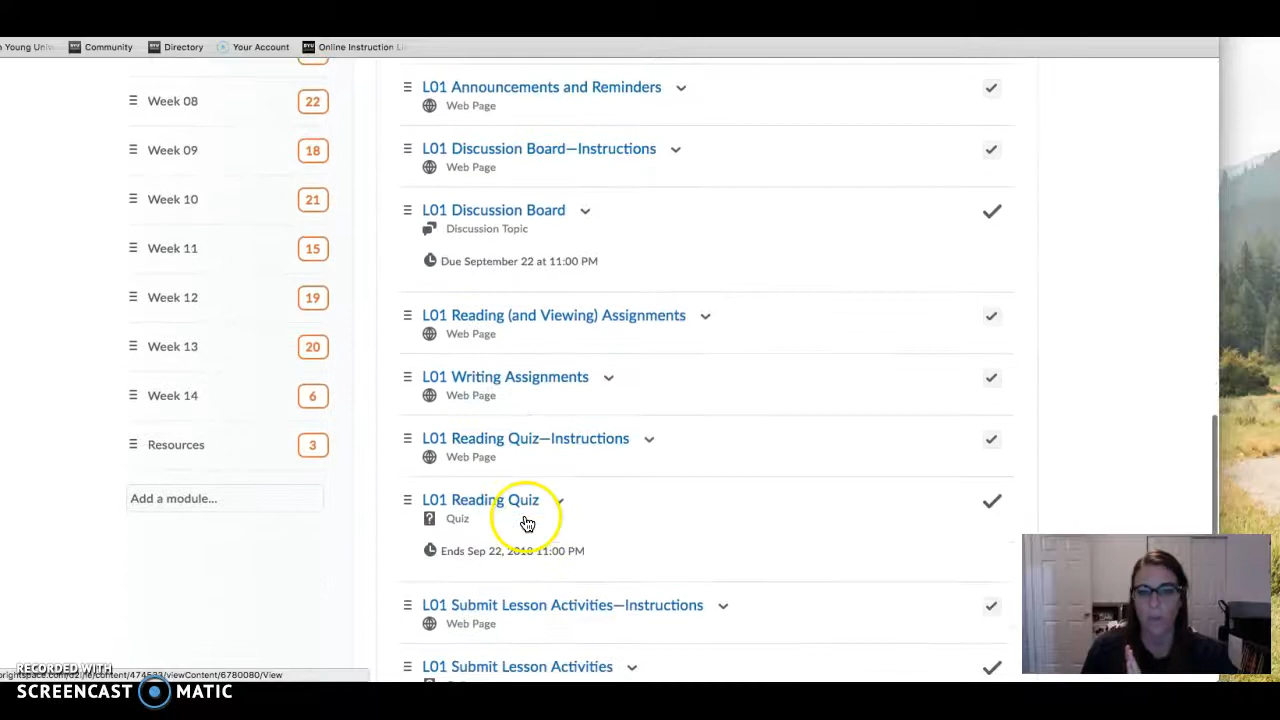 Young Univ
BYU Community
BYU Directory
Your Account
BYU Online Instruction Li
L01 Announcements and Reminders
Web Page
Week 08
22
L01 Discussion Board—Instructions
Week 09
18
Web Page
Week 10
21
L01 Discussion Board
Discussion Topic
Week 11
15
Due September 22 at 11:00 PM
Week 12
19
L01 Reading (and Viewing) Assignments
Web Page
Week 13
20
L01 Writing Assignments
Week 14
6
Web Page
Resources
3
L01 Reading Quiz—Instructions
Web Page
Add a module...
L01 Reading Quiz
Quiz
Ends Sep 22, 2018 11:00 PM
L01 Submit Lesson Activities—Instructions
Web Page
L01 Submit Lesson Activities
RECORDED WITH
SCREENCAST MATIC